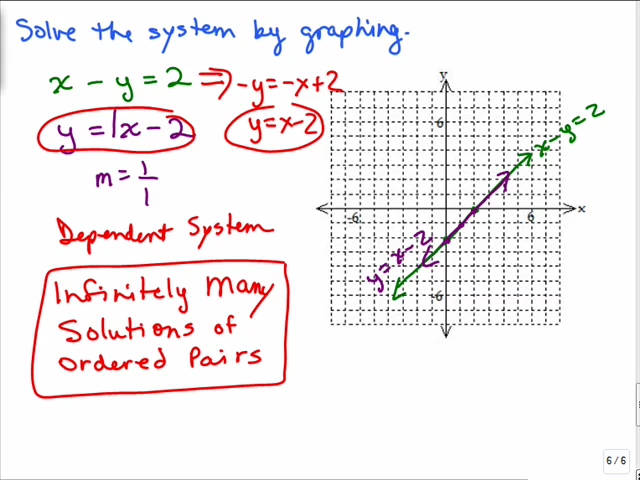 Solve the system by graphing.
x - y = 2 ⇒ -y = -x + 2
y = 1x - 2
y = x - 2
m = 1/1
Dependent System
Infinitely Many
Solutions of
ordered Pairs
y
6
x - y = 2
-6
6
x
y = x - 2
-6
6/6